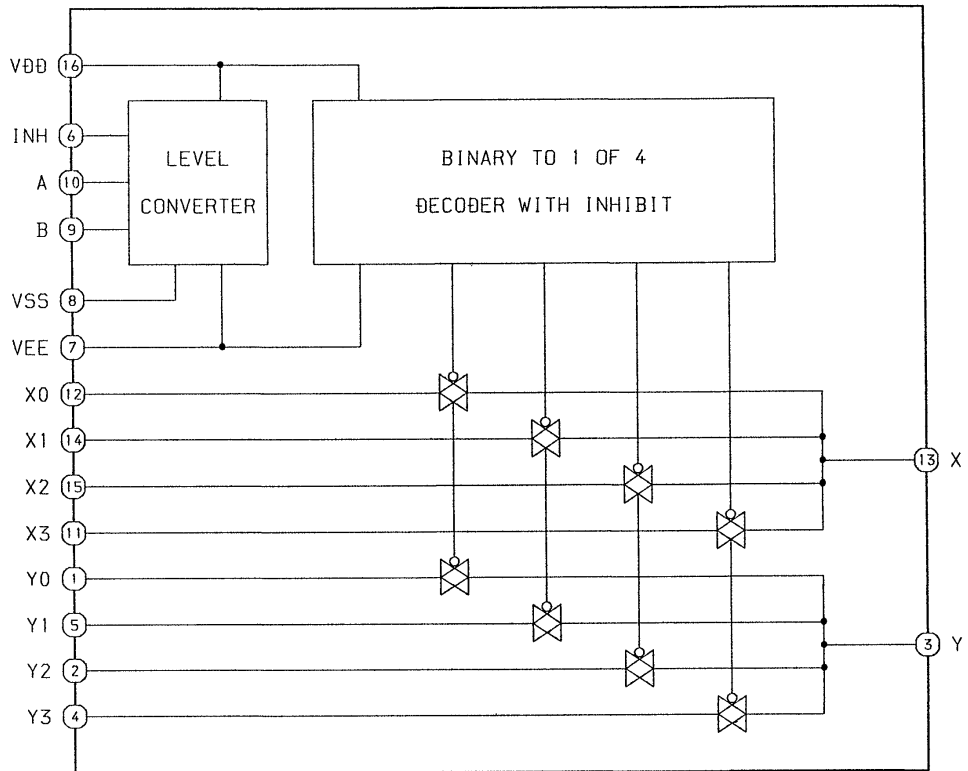 VDD 16
INH 6
A 10
B 9
LEVEL
CONVERTER
BINARY TO 1 OF 4
DECODER WITH INHIBIT
VSS 8
VEE 7
X0 12
X1 14
X2 15
X3 11
13 X
Y0 1
Y1 5
Y2 2
Y3 4
3 Y